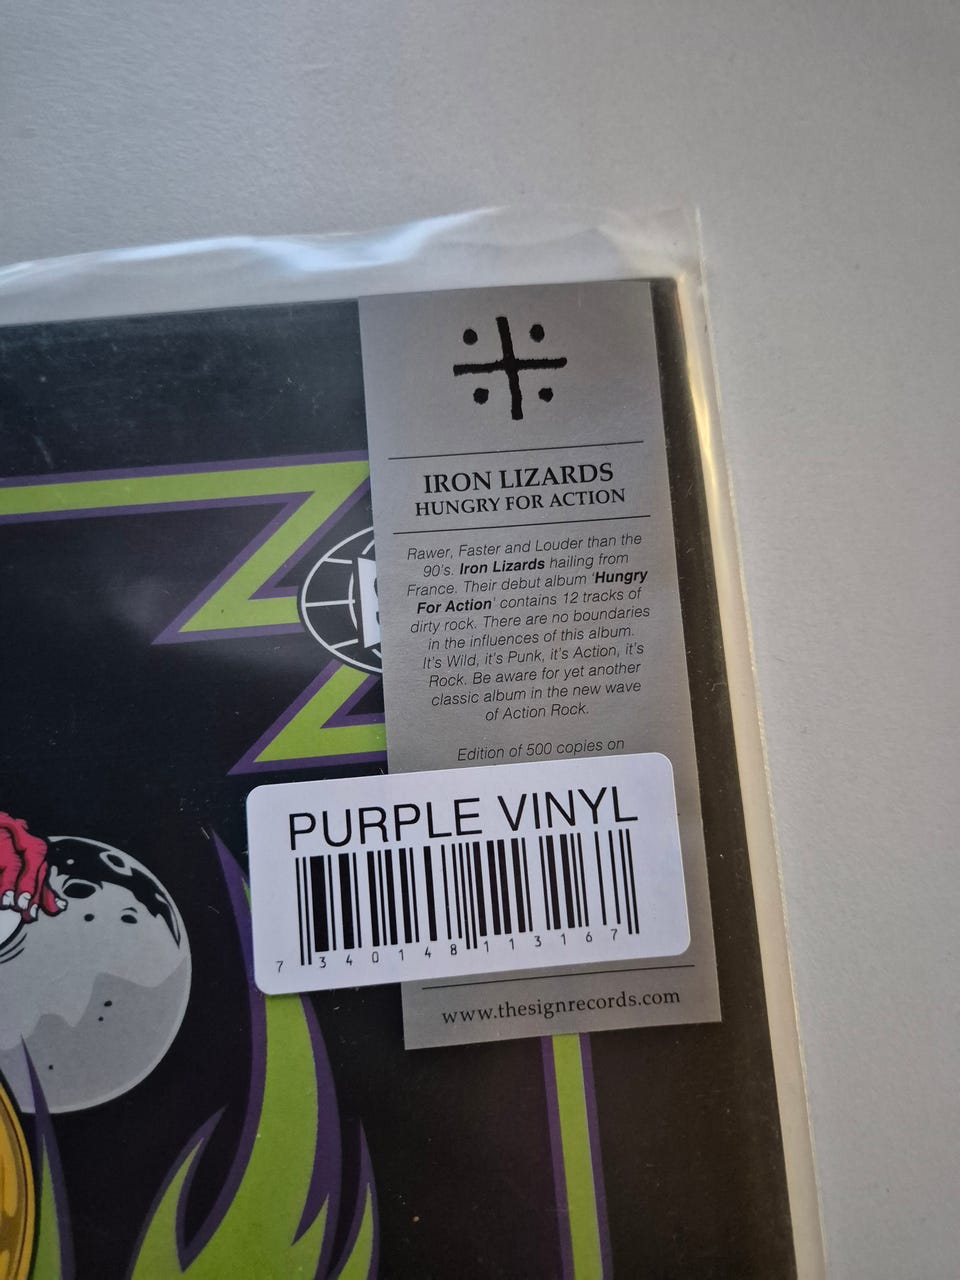 IRON LIZARDS
HUNGRY FOR ACTION
Rawer, Faster and Louder than the
90's. Iron Lizards hailing from
France. Their debut album 'Hungry
For Action' contains 12 tracks of
dirty rock. There are no boundaries
in the influences of this album.
It's Wild, it's Punk, it's Action, it's
Rock. Be aware for yet another
classic album in the new wave
of Action Rock.
Edition of 500 copies on
PURPLE VINYL
7 340148 113167
www.thesignrecords.com